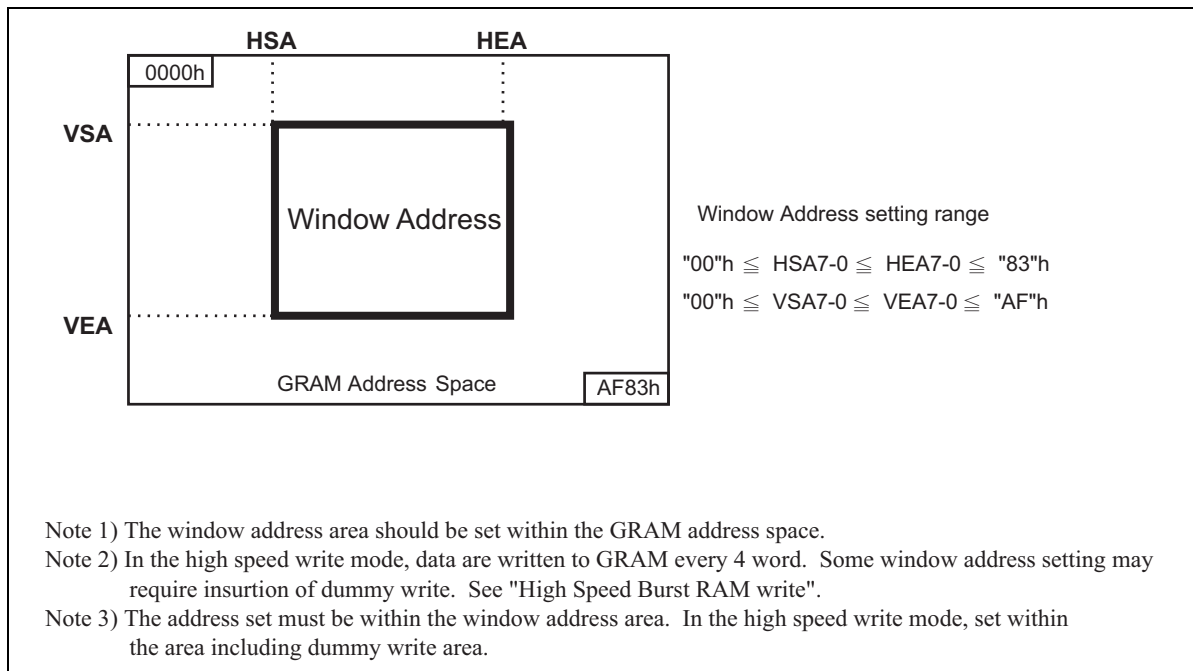 HSA HEA
0000h
VSA
Window Address
Window Address setting range
"00"h ≦ HSA7-0 ≦ HEA7-0 ≦ "83"h
"00"h ≦ VSA7-0 ≦ VEA7-0 ≦ "AF"h
VEA
GRAM Address Space
AF83h
Note 1) The window address area should be set within the GRAM address space.
Note 2) In the high speed write mode, data are written to GRAM every 4 word. Some window address setting may
require insurtion of dummy write. See "High Speed Burst RAM write".
Note 3) The address set must be within the window address area. In the high speed write mode, set within
the area including dummy write area.